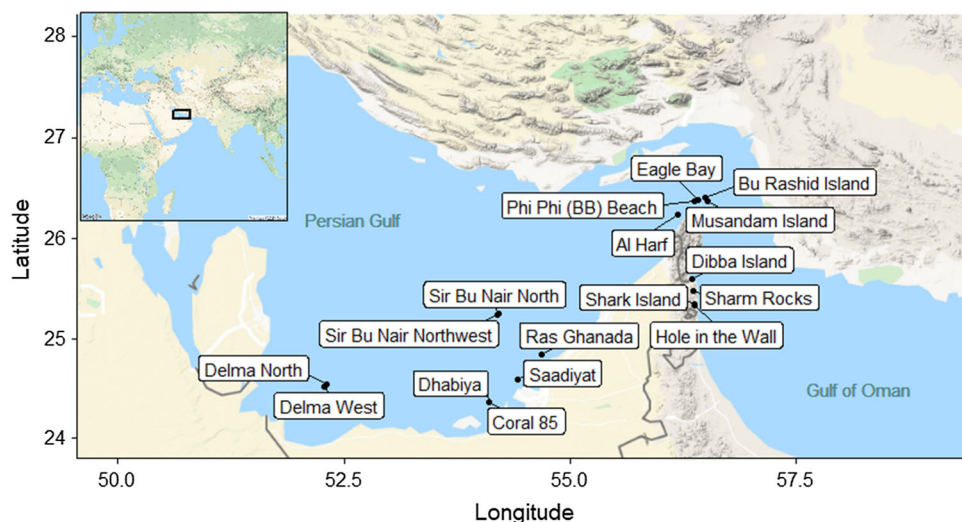 28
27
26
25
24
Latitude
Persian Gulf
Eagle Bay
Bu Rashid Island
Phi Phi (BB) Beach
Musandam Island
Al Harf
Dibba Island
Sir Bu Nair North
Shark Island
Sharm Rocks
Sir Bu Nair Northwest
Ras Ghanada
Hole in the Wall
Delma North
Dhabiya
Saadiyat
Gulf of Oman
Delma West
Coral 85
50.0
52.5
55.0
57.5
Longitude